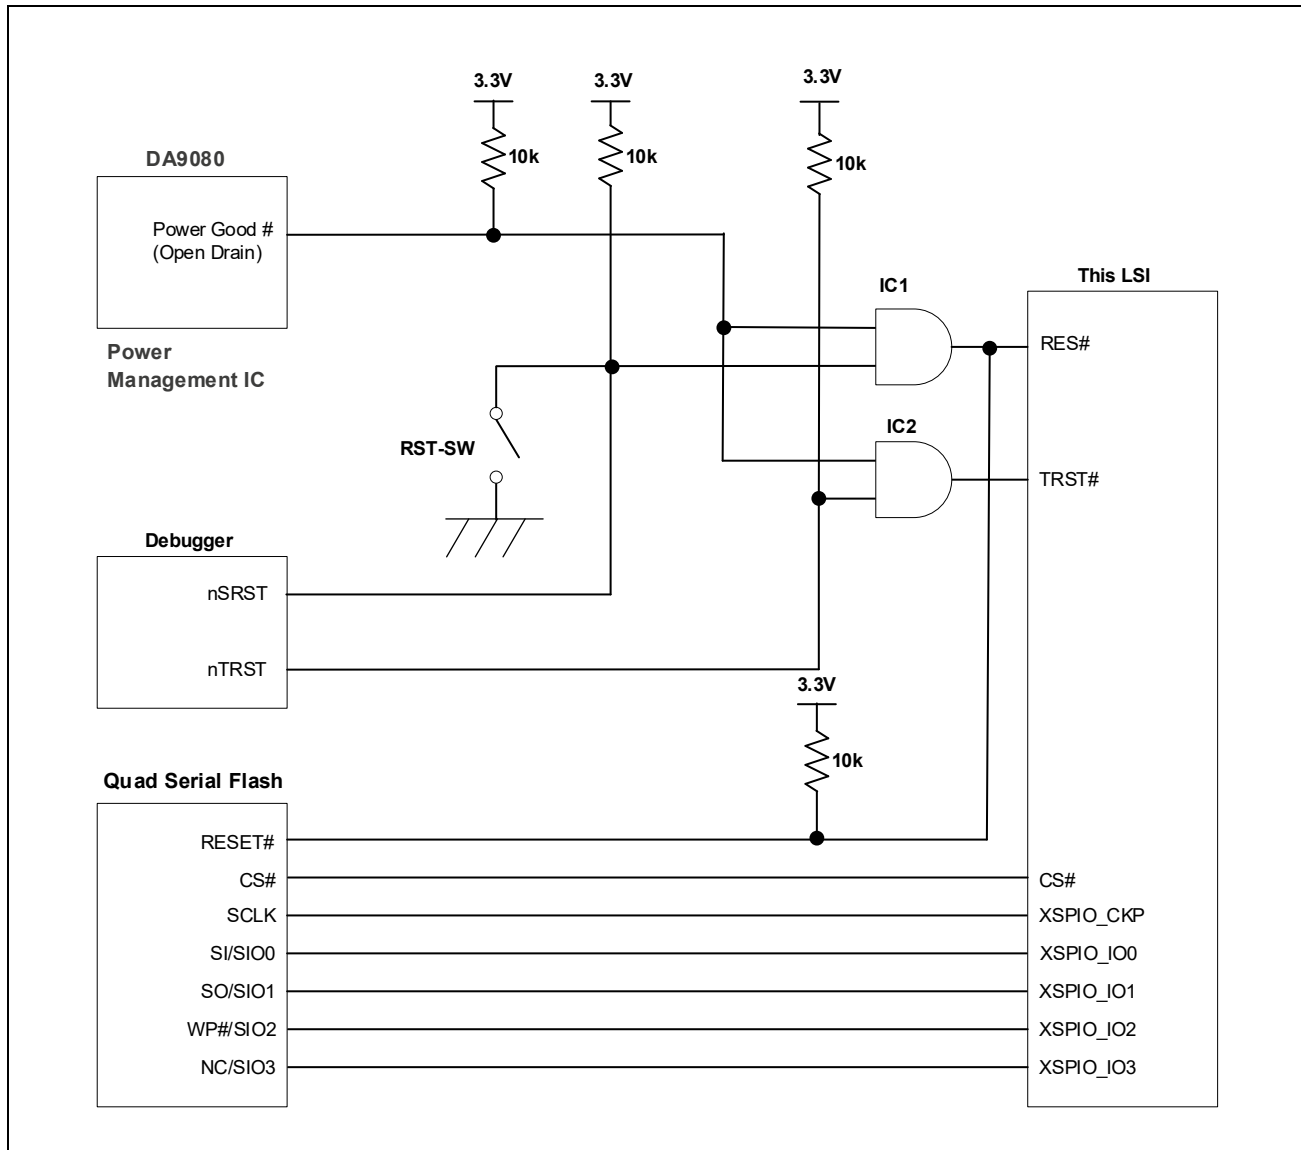 3.3V
3.3V
3.3V
10k
10k
10k
DA9080
Power Good #
(Open Drain)
Power
Management IC
IC1
This LSI
RES#
IC2
RST-SW
TRST#
Debugger
nSRST
nTRST
3.3V
10k
Quad Serial Flash
RESET#
CS#
CS#
SCLK
XSPIO_CKP
SI/SIO0
XSPIO_IO0
SO/SIO1
XSPIO_IO1
WP#/SIO2
XSPIO_IO2
NC/SIO3
XSPIO_IO3